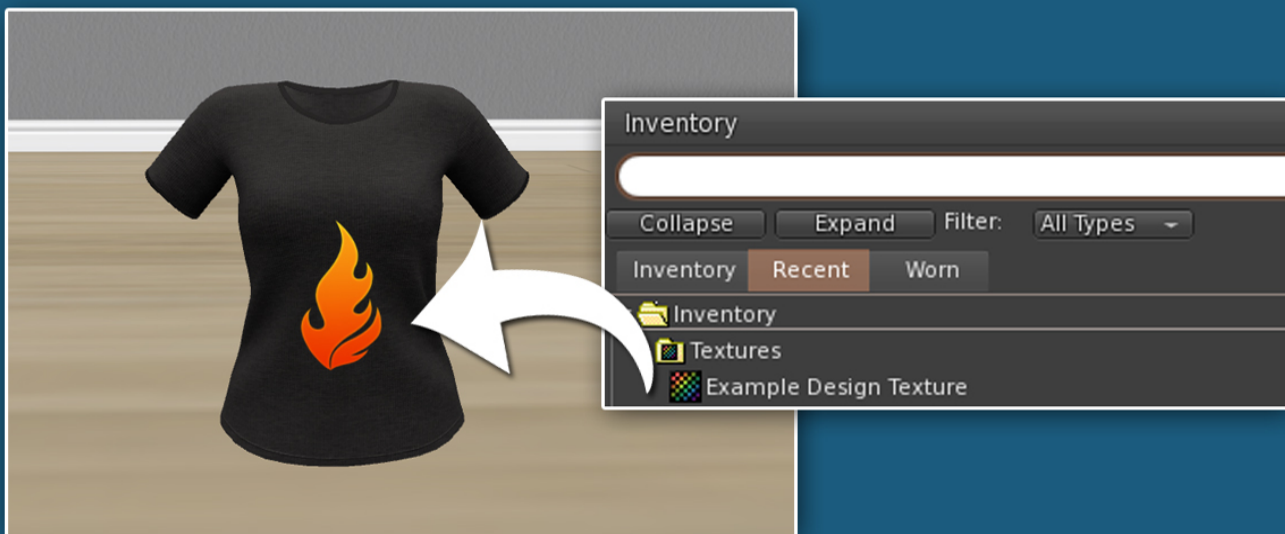 Inventory
Collapse Expand Filter: All Types
Inventory Recent Worn
Inventory
Textures
Example Design Texture